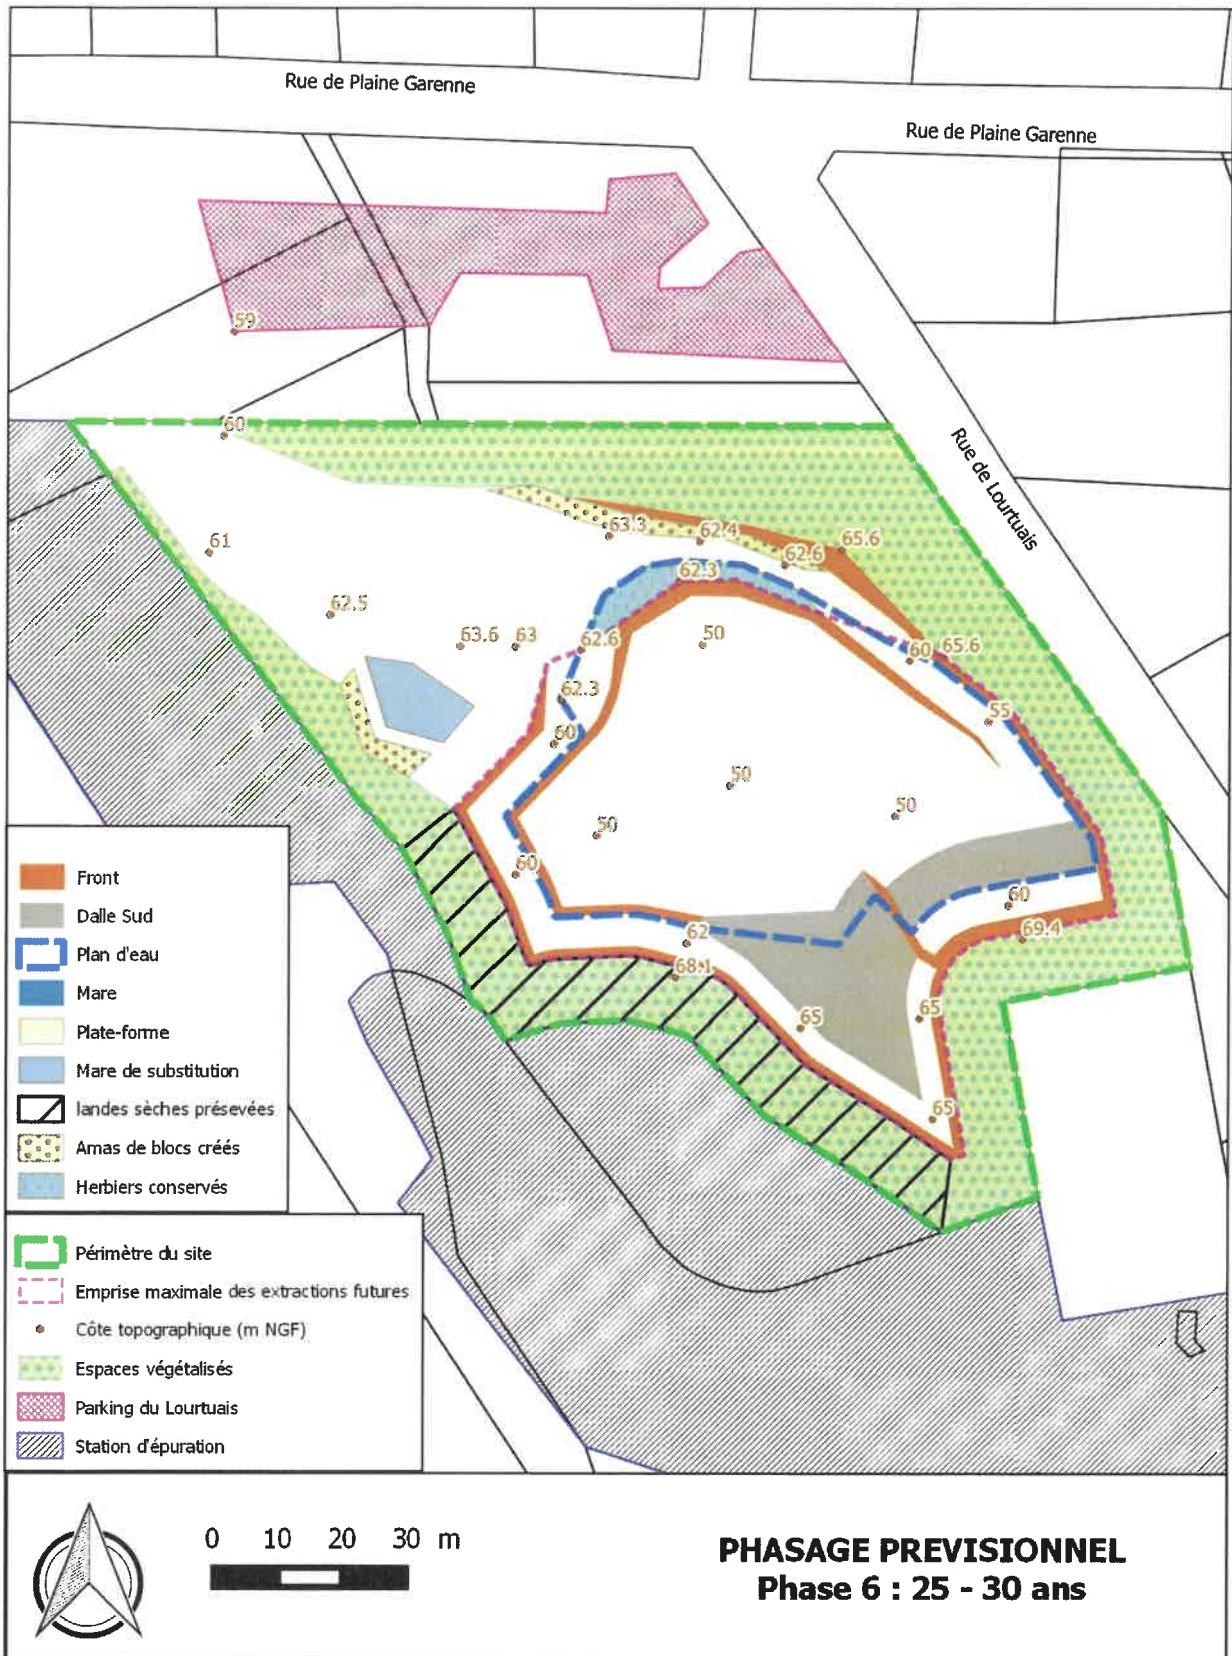 Rue de Plaine Garenne
Rue de Plaine Garenne
59
60
Rue de Lourtuais
61
63.3
62.4
62.6
65.6
62.3
62.5
63.6
63
62.6
50
60
65.6
62.3
60
55
50
50
50
60
60
62
69.4
68.1
65
65
65
Front
Dalle Sud
Plan d'eau
Mare
Plate-forme
Mare de substitution
landes sèches présevées
Amas de blocs créés
Herbiers conservés
Périmètre du site
Emprise maximale des extractions futures
Côte topographique (m NGF)
Espaces végétalisés
Parking du Lourtuais
Station d'épuration
0 10 20 30 m
PHASAGE PREVISIONNEL
Phase 6 : 25 - 30 ans